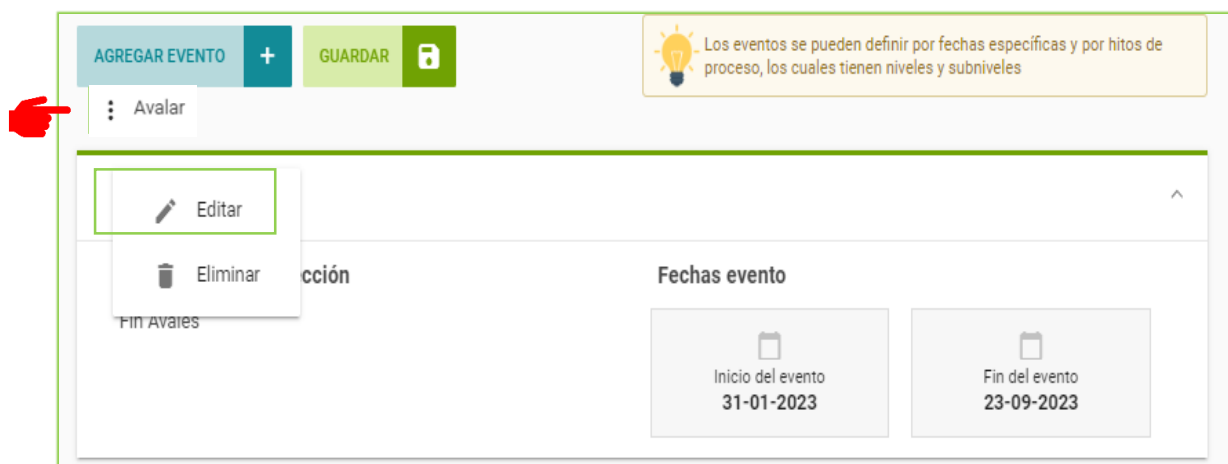 AGREGAR EVENTO +
GUARDAR
Los eventos se pueden definir por fechas específicas y por hitos de
proceso, los cuales tienen niveles y subniveles
Avalar
Editar
Eliminar
cción
Fin Avales
Fechas evento
Inicio del evento
31-01-2023
Fin del evento
23-09-2023